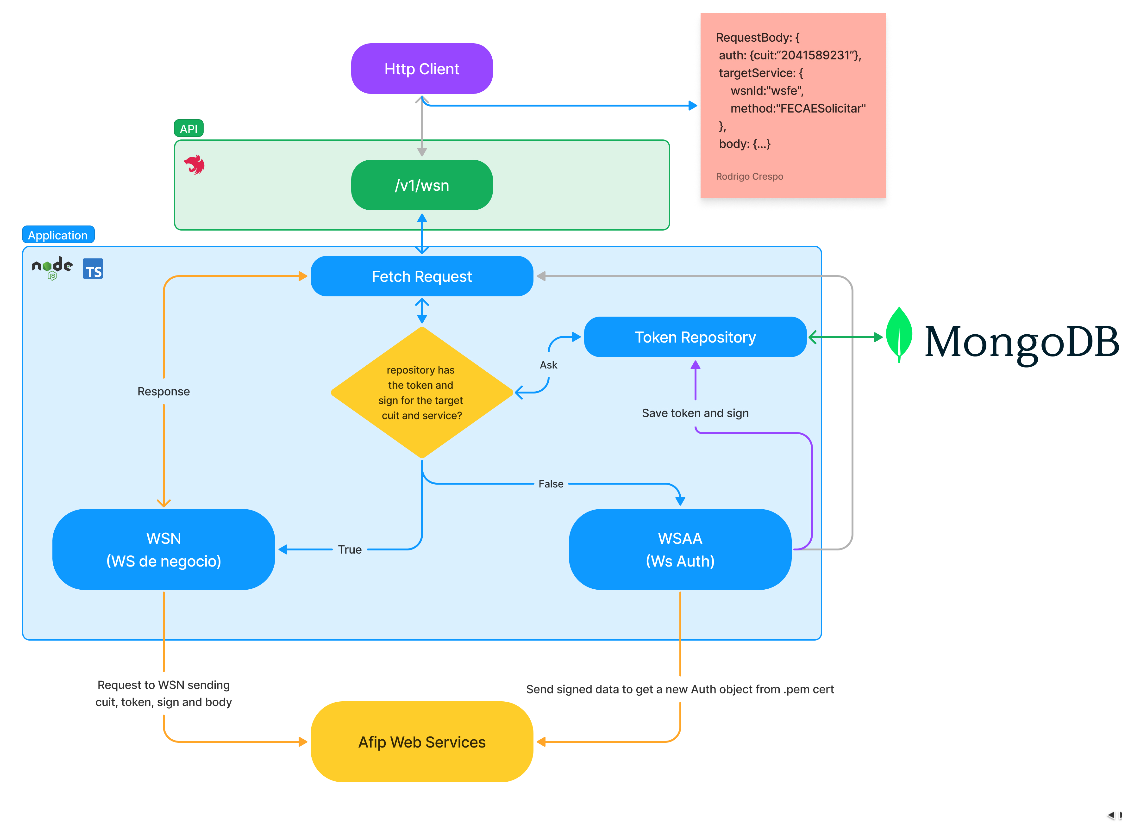 RequestBody: {
auth: {cuit:"2041589231"},
targetService: {
wsnId:"wsfe",
method:"FECAESolicitar"
},
body: {...}
Rodrigo Crespo
Http Client
API
/v1/wsn
Application
node
JS
TS
Fetch Request
Token Repository
MongoDB
Ask
repository has
the token and
sign for the target
cuit and service?
Response
Save token and sign
False
WSN
(WS de negocio)
True
WSAA
(Ws Auth)
Request to WSN sending
cuit, token, sign and body
Send signed data to get a new Auth object from .pem cert
Afip Web Services